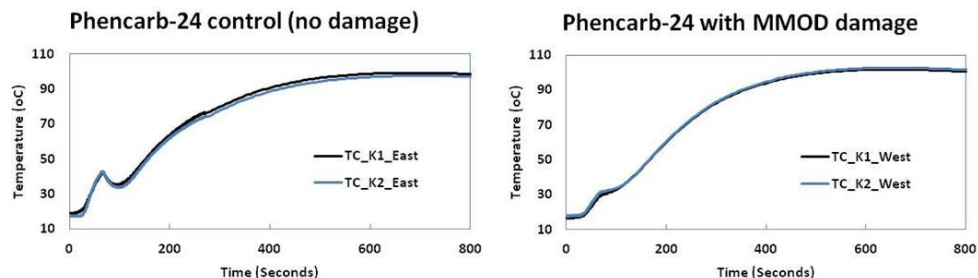 Phencarb-24 control (no damage)
110
90
70
50
30
10
Temperature (oC)
TC_K1_East
TC_K2_East
0 200 400 600 800
Time (Seconds)
Phencarb-24 with MMOD damage
110
90
70
50
30
10
Temperature (oC)
TC_K1_West
TC_K2_West
0 200 400 600 800
Time (Seconds)